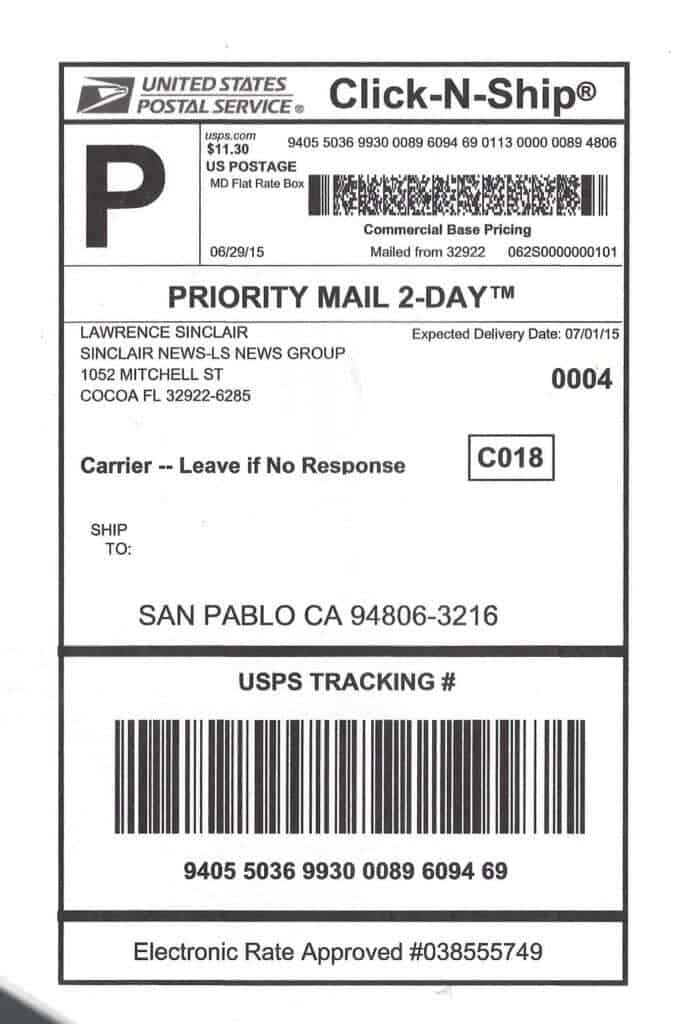 UNITED STATES
POSTAL SERVICE®
Click-N-Ship®
P
usps.com
$11.30
US POSTAGE
MD Flat Rate Box
9405 5036 9930 0089 6094 69 0113 0000 0089 4806
Commercial Base Pricing
06/29/15
Mailed from 32922 062S0000000101
PRIORITY MAIL 2-DAY™
LAWRENCE SINCLAIR
SINCLAIR NEWS-LS NEWS GROUP
1052 MITCHELL ST
COCOA FL 32922-6285
Expected Delivery Date: 07/01/15
0004
Carrier -- Leave if No Response
C018
SHIP
TO:
SAN PABLO CA 94806-3216
USPS TRACKING #
9405 5036 9930 0089 6094 69
Electronic Rate Approved #038555749